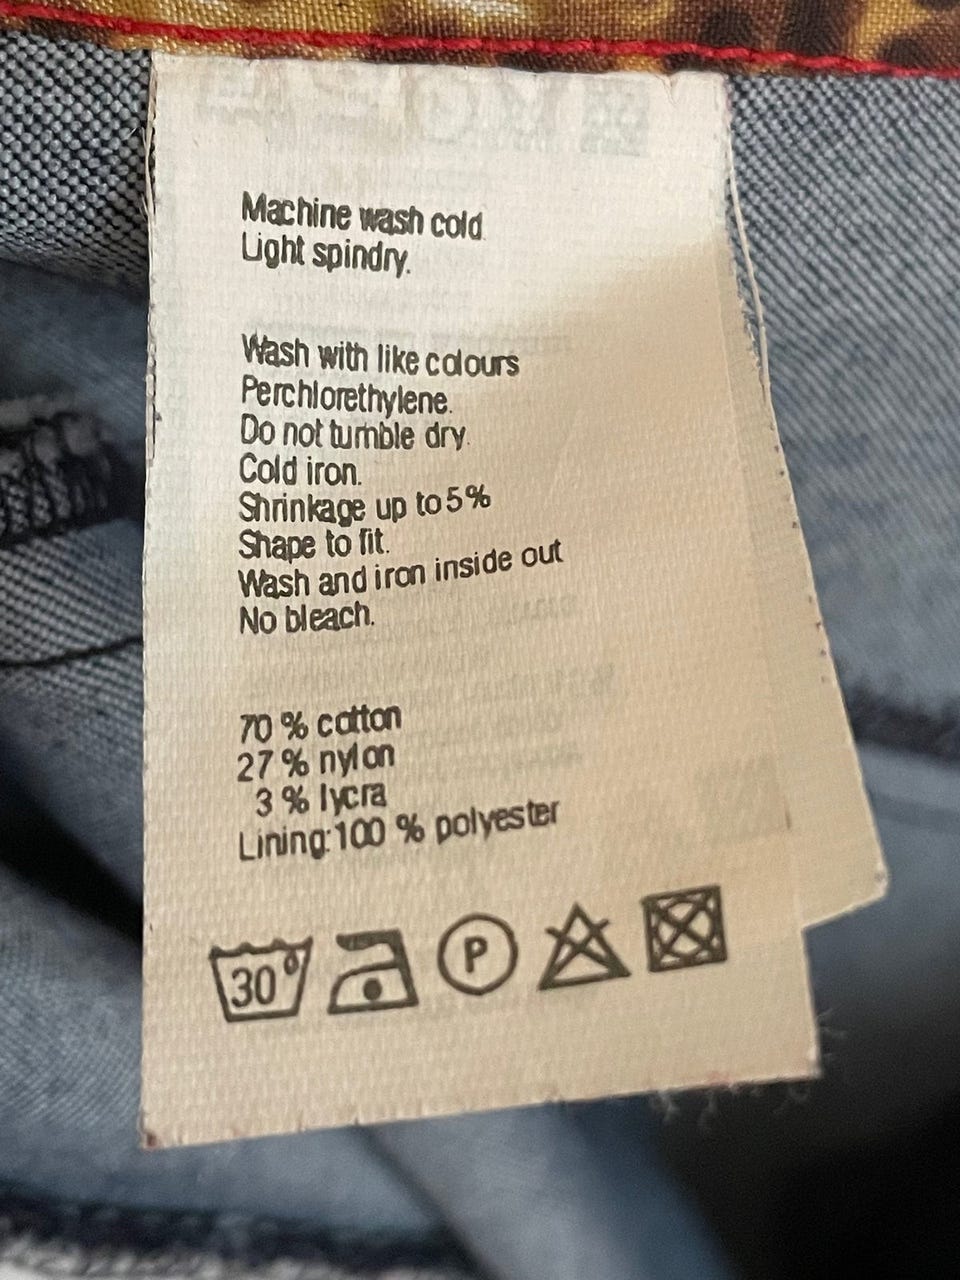 Machine wash cold
Light spindry.
Wash with like colours
Perchlorethylene.
Do not tumble dry.
Cold iron.
Shrinkage up to 5%
Shape to fit.
Wash and iron inside out
No bleach.
70 % cotton
27 % nylon
3 % lycra
Lining:100 % polyester
30° P